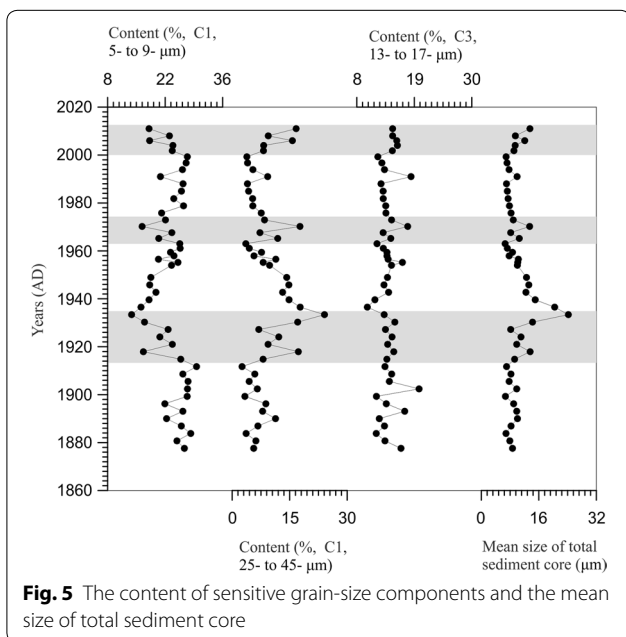 Content (%, C1,
5- to 9- μm)
8 22 36
Content (%, C3,
13- to 17- μm)
8 19 30
2020
2000
1980
1960
1940
1920
1900
1880
1860
Years (AD)
0 15 30
Content (%, C1,
25- to 45- μm)
0 16 32
Mean size of total
sediment core (μm)
Fig. 5 The content of sensitive grain-size components and the mean
size of total sediment core